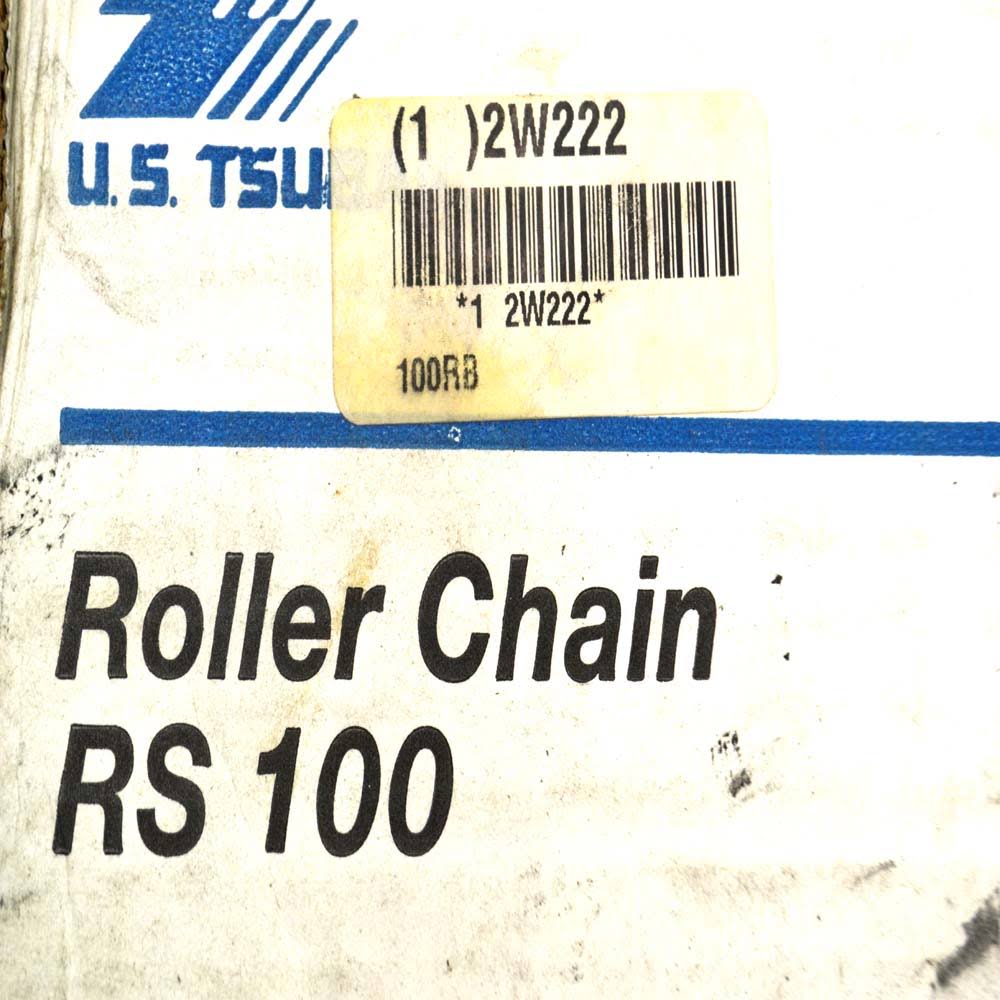 U.S. TSU
(1 )2W222
*1 2W222*
100RB
Roller Chain
RS 100